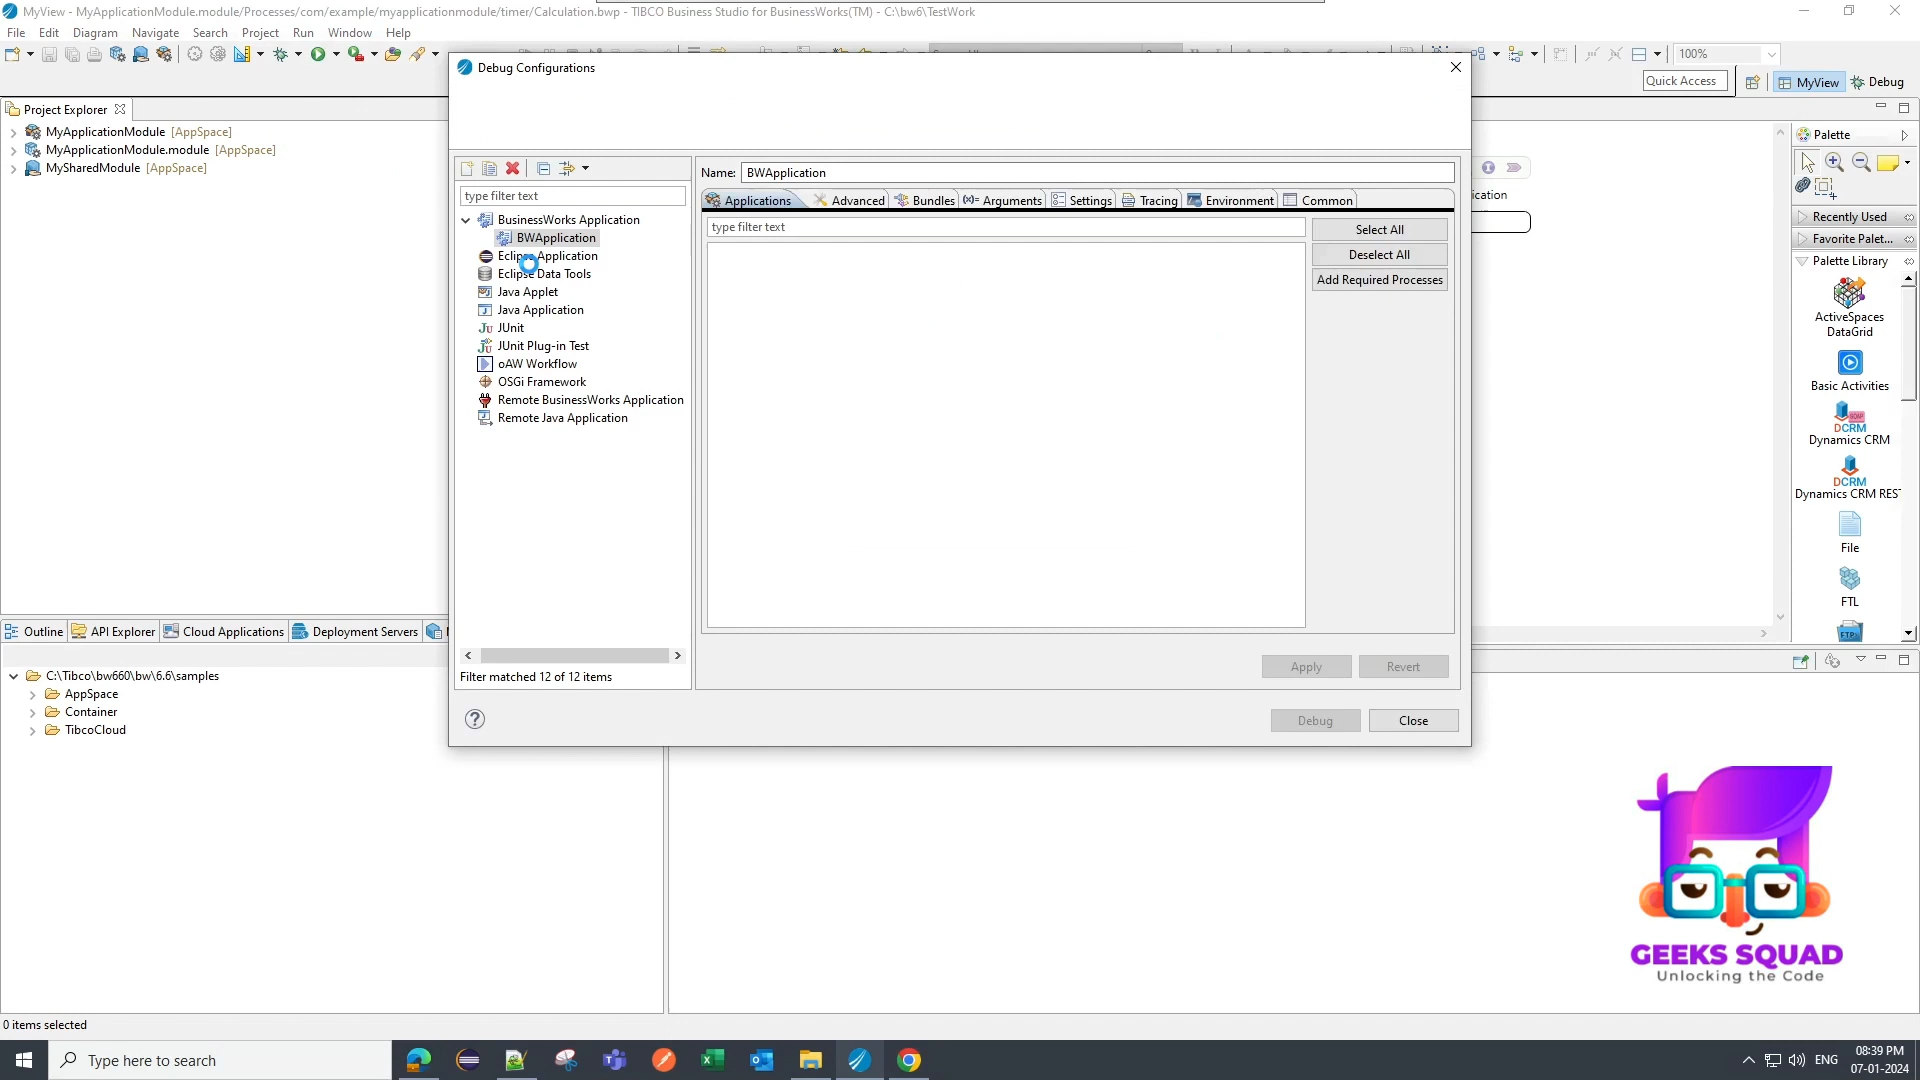 MyView - MyApplicationModule.module/Processes/com/example/myapplicationmodule/timer/Calculation.bwp - TIBCO Business Studio for BusinessWorks(TM) - C:\bw6\TestWork
File Edit Diagram Navigate Search Project Run Window Help
100%
Quick Access
MyView
Debug
Project Explorer
MyApplicationModule [AppSpace]
MyApplicationModule.module [AppSpace]
MySharedModule [AppSpace]
Debug Configurations
type filter text
BusinessWorks Application
BWApplication
Eclipse Application
Eclipse Data Tools
Java Applet
Java Application
JUnit
JUnit Plug-in Test
oAW Workflow
OSGi Framework
Remote BusinessWorks Application
Remote Java Application
Filter matched 12 of 12 items
Name: BWApplication
Applications Advanced Bundles Arguments Settings Tracing Environment Common
type filter text
Select All
Deselect All
Add Required Processes
Apply Revert
Debug Close
ication
Palette
Recently Used
Favorite Palet...
Palette Library
ActiveSpaces
DataGrid
Basic Activities
SOAP
DCRM
Dynamics CRM
DCRM
Dynamics CRM RES
File
FTL
FTP
Outline API Explorer Cloud Applications Deployment Servers
C:\Tibco\bw660\bw\6.6\samples
AppSpace
Container
TibcoCloud
GEEKS SQUAD
Unlocking the Code
0 items selected
Type here to search
ENG
08:39 PM
07-01-2024